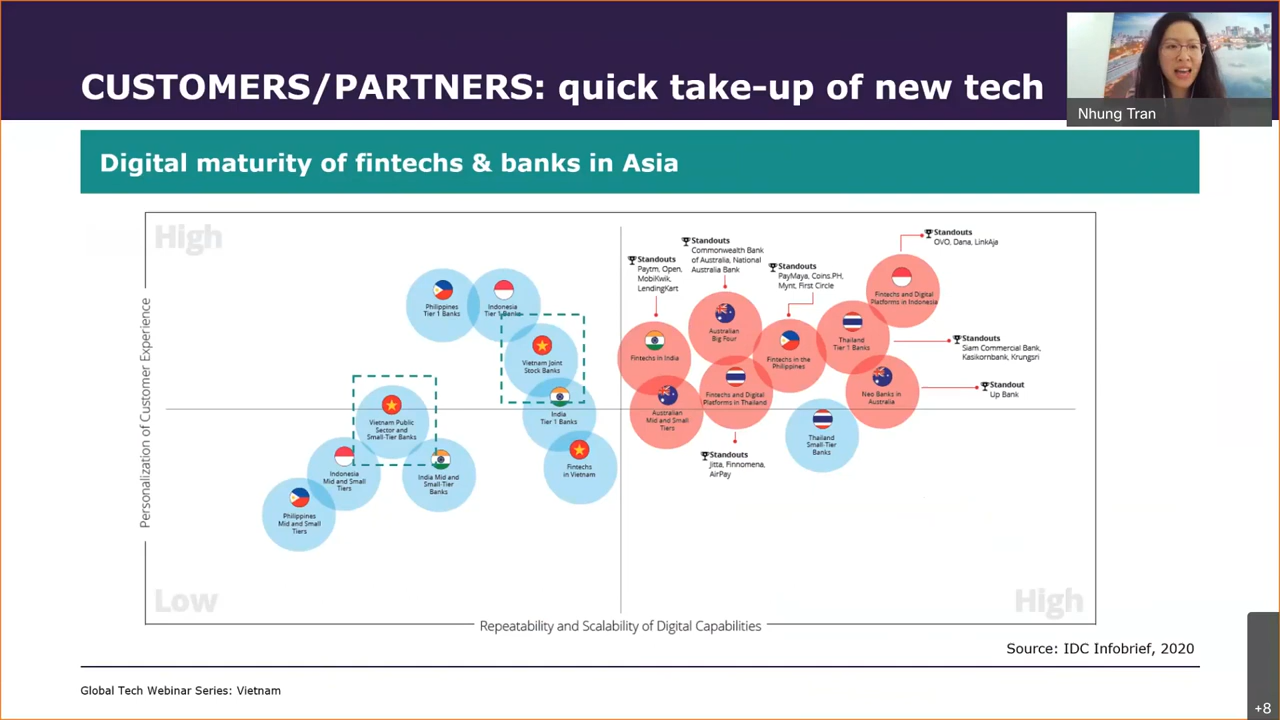 CUSTOMERS/PARTNERS: quick take-up of new tech
Nhung Tran
Digital maturity of fintechs & banks in Asia
High
Personalization of Customer Experience
Low
High
Repeatability and Scalability of Digital Capabilities
Philippines
Tier 1 Banks
Indonesia
Tier 1 Banks
Vietnam Joint
Stock Banks
Vietnam Public
Sector and
Small-Tier Banks
India
Tier 1 Banks
Fintechs
in Vietnam
Indonesia
Mid and Small
Tiers
India Mid and
Small-Tier
Banks
Philippines
Mid and Small
Tiers
Standouts
Paytm, Open,
MobiKwik,
LendingKart
Fintechs in India
Standouts
Commonwealth Bank
of Australia, National
Australia Bank
Australian
Big Four
Standouts
PayMaya, Coins.PH,
Mynt, First Circle
Fintechs in the
Philippines
Thailand
Tier 1 Banks
Standouts
OVO, Dana, LinkAja
Fintechs and Digital
Platforms in Indonesia
Standouts
Siam Commercial Bank,
Kasikornbank, Krungsri
Standout
Up Bank
Neo Banks in
Australia
Australian
Mid and Small
Tiers
Fintechs and Digital
Platforms in Thailand
Standouts
Jitta, Finnomena,
AirPay
Thailand
Small-Tier
Banks
Source: IDC Infobrief, 2020
Global Tech Webinar Series: Vietnam
+8